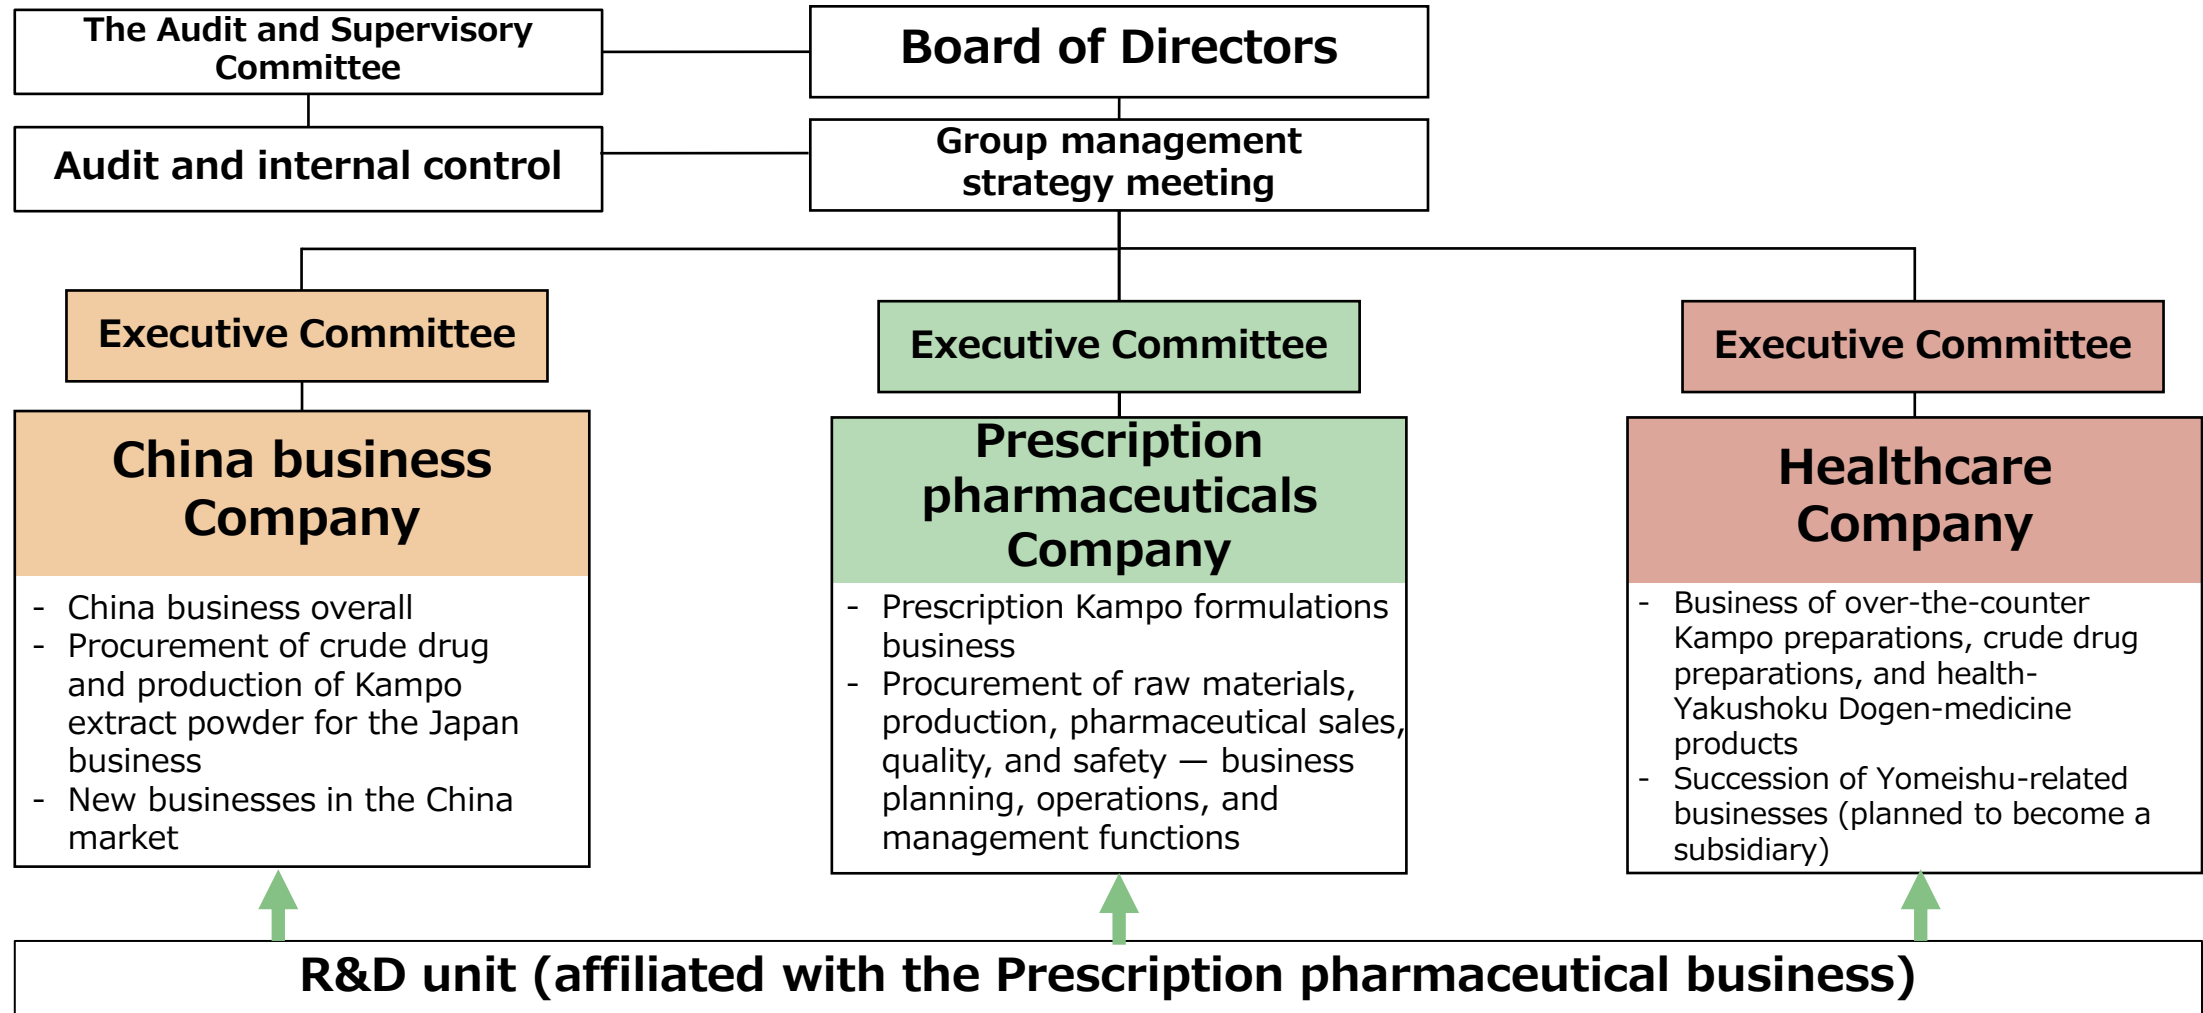 The Audit and Supervisory
Committee
Board of Directors
Audit and internal control
Group management
strategy meeting
Executive Committee
Executive Committee
Executive Committee
China business
Company
- China business overall
- Procurement of crude drug
and production of Kampo
extract powder for the Japan
business
- New businesses in the China
market
Prescription
pharmaceuticals
Company
- Prescription Kampo formulations
business
- Procurement of raw materials,
production, pharmaceutical sales,
quality, and safety — business
planning, operations, and
management functions
Healthcare
Company
- Business of over-the-counter
Kampo preparations, crude drug
preparations, and health-
Yakushoku Dogen-medicine
products
- Succession of Yomeishu-related
businesses (planned to become a
subsidiary)
R&D unit (affiliated with the Prescription pharmaceutical business)